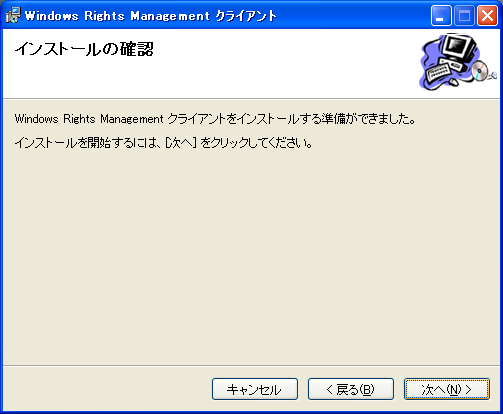 Windows Rights Management クライアント
インストールの確認
Windows Rights Management クライアントをインストールする準備ができました。
インストールを開始するには、[次へ] をクリックしてください。
キャンセル
< 戻る(B)
次へ(N) >